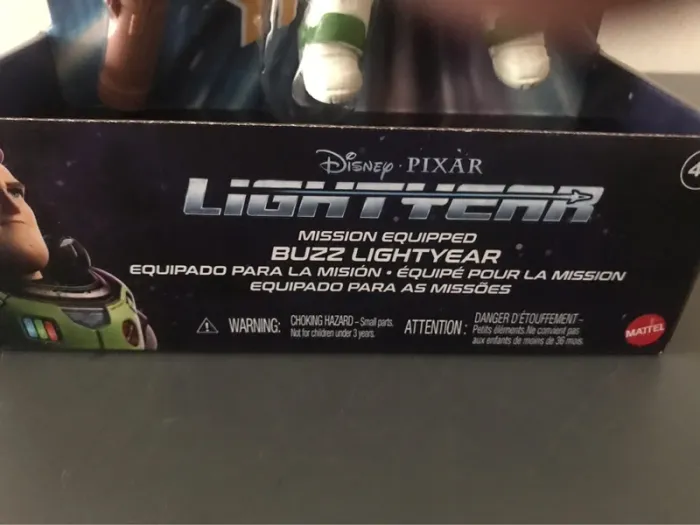 Disney · PIXAR
LIGHTYEAR
MISSION EQUIPPED
BUZZ LIGHTYEAR
EQUIPADO PARA LA MISIÓN • ÉQUIPÉ POUR LA MISSION
EQUIPADO PARA AS MISSÕES
WARNING: CHOKING HAZARD – Small parts.
Not for children under 3 years.
ATTENTION: DANGER D'ÉTOUFFEMENT –
Petits éléments. Ne convient pas
aux enfants de moins de 36 mois.
MATTEL
4